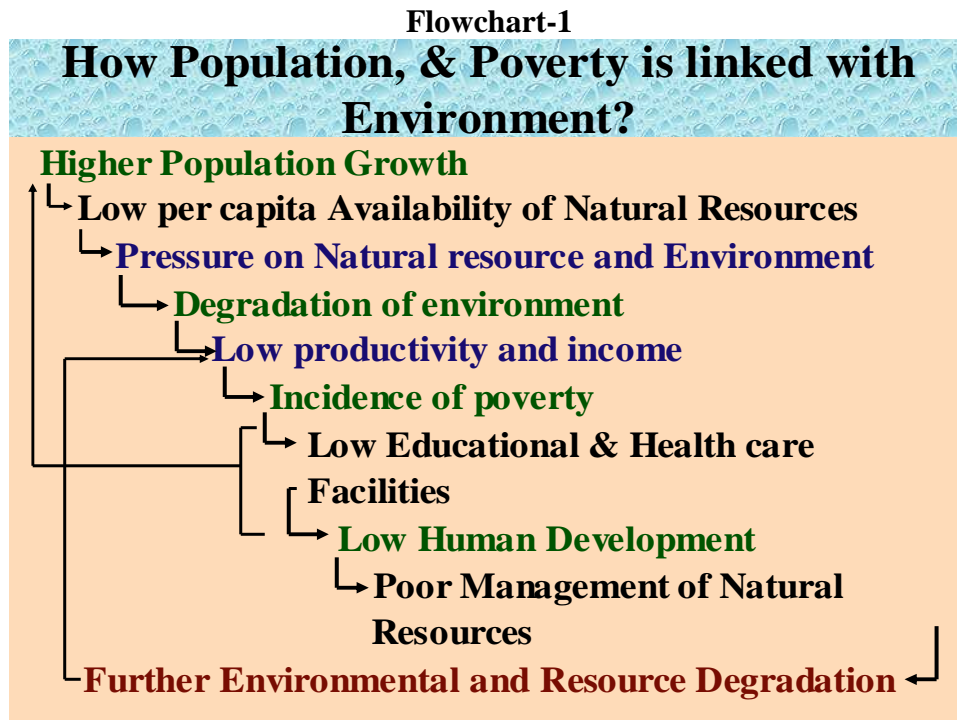 Flowchart-1
How Population, & Poverty is linked with
Environment?
Higher Population Growth
Low per capita Availability of Natural Resources
Pressure on Natural resource and Environment
Degradation of environment
Low productivity and income
Incidence of poverty
Low Educational & Health care
Facilities
Low Human Development
Poor Management of Natural
Resources
Further Environmental and Resource Degradation